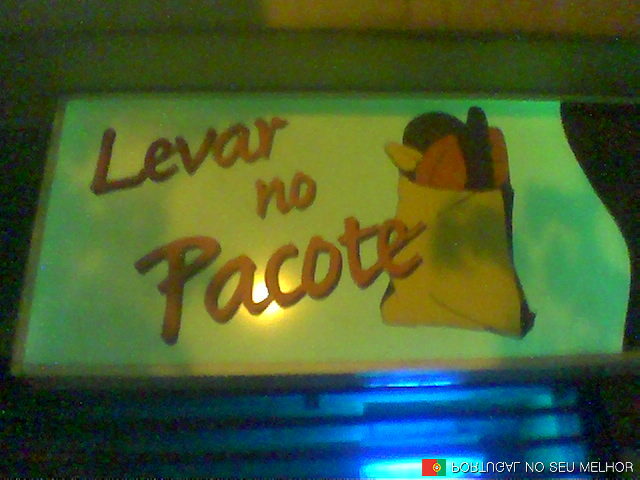 Levar
no
Pacote
PORTUGAL NO SEU MELHOR